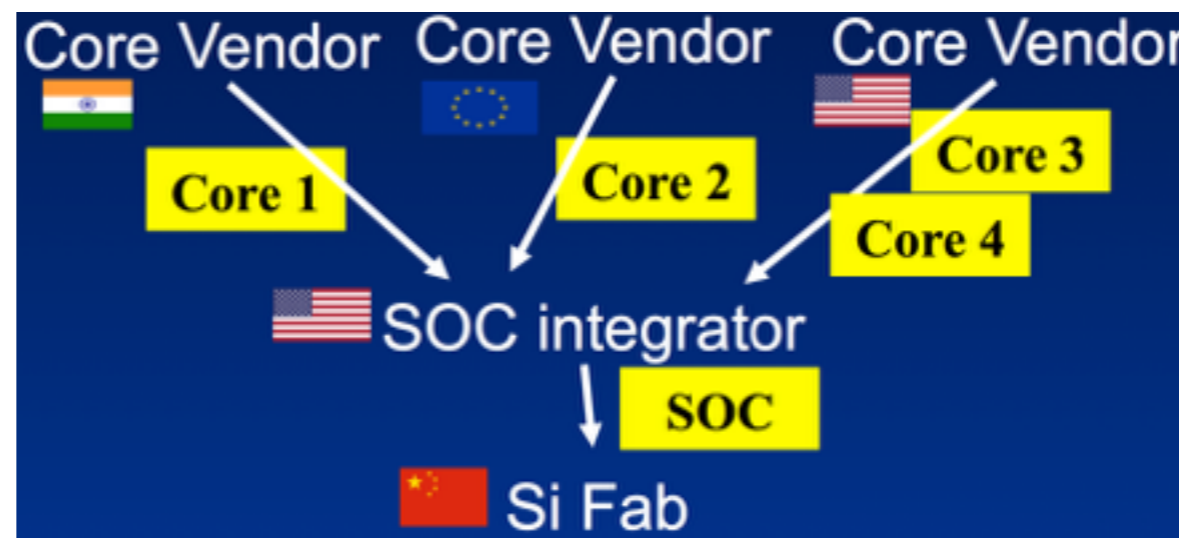 Core Vendor Core Vendor Core Vendor
Core 1
Core 2
Core 3
Core 4
SOC integrator
SOC
Si Fab